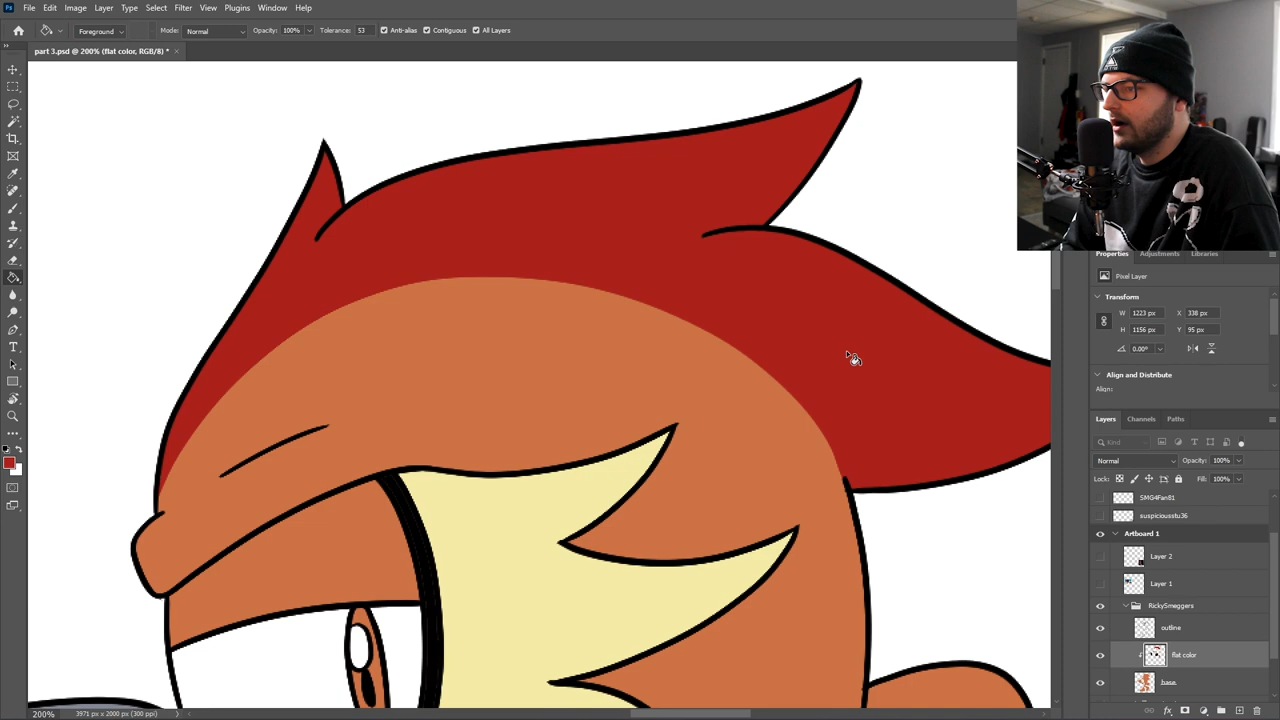 File Edit Image Layer Type Select Filter View Plugins Window Help
Foreground Mode: Normal Opacity: 100% Tolerance: 53 Anti-alias Contiguous All Layers
part 3.psd @ 200% (flat color, RGB/8) *
Properties Adjustments Libraries
Pixel Layer
Transform
W 1223 px X 338 px
H 1156 px Y 95 px
0.00°
Align and Distribute
Align:
Layers Channels Paths
Kind
Normal Opacity: 100%
Lock: Fill: 100%
SMG4Fan81
suspiciousstu36
Artboard 1
Layer 2
Layer 1
RickySmeggers
outline
flat color
base.
200% 3971 px x 2000 px (300 ppi)